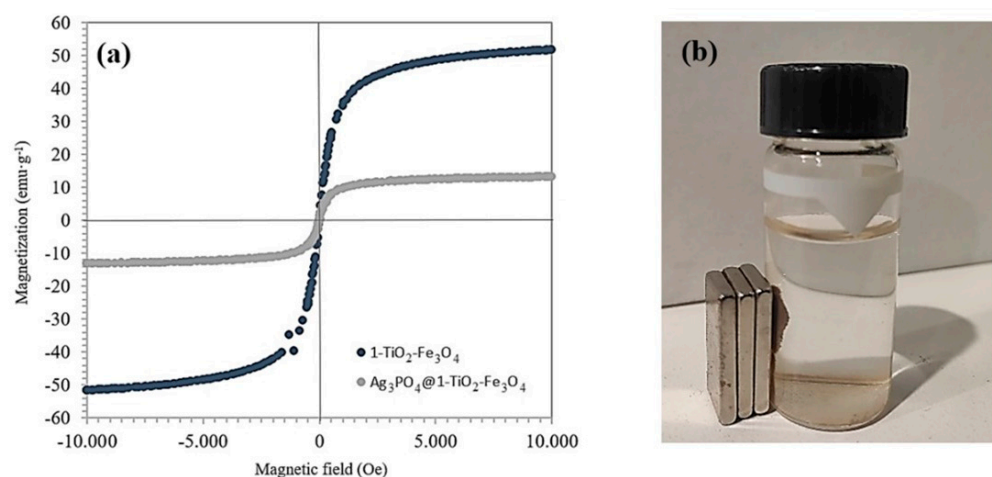 (a)
60
50
40
30
20
10
0
-10
-20
-30
-40
-50
-60
Magnetization (emu·g⁻¹)
1-TiO₂-Fe₃O₄
Ag₃PO₄@1-TiO₂-Fe₃O₄
-10.000 -5.000 0 5.000 10.000
Magnetic field (Oe)
(b)